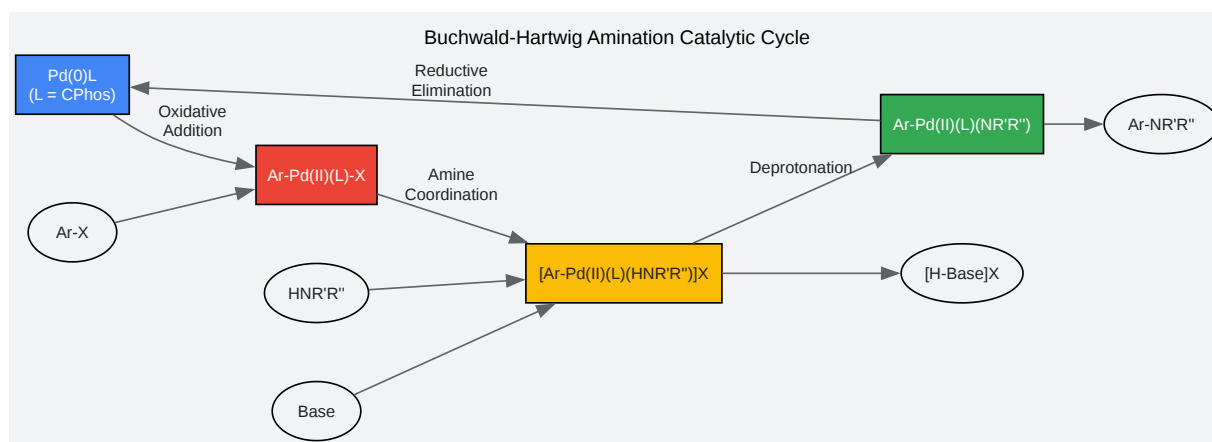 Buchwald-Hartwig Amination Catalytic Cycle
Pd(0)L
(L = CPhos)
Reductive
Elimination
Oxidative
Addition
Ar-Pd(II)(L)(NR'R")
Ar-NR'R"
Ar-Pd(II)(L)-X
Amine
Coordination
Deprotonation
Ar-X
[Ar-Pd(II)(L)(HNR'R")]X
[H-Base]X
HNR'R"
Base